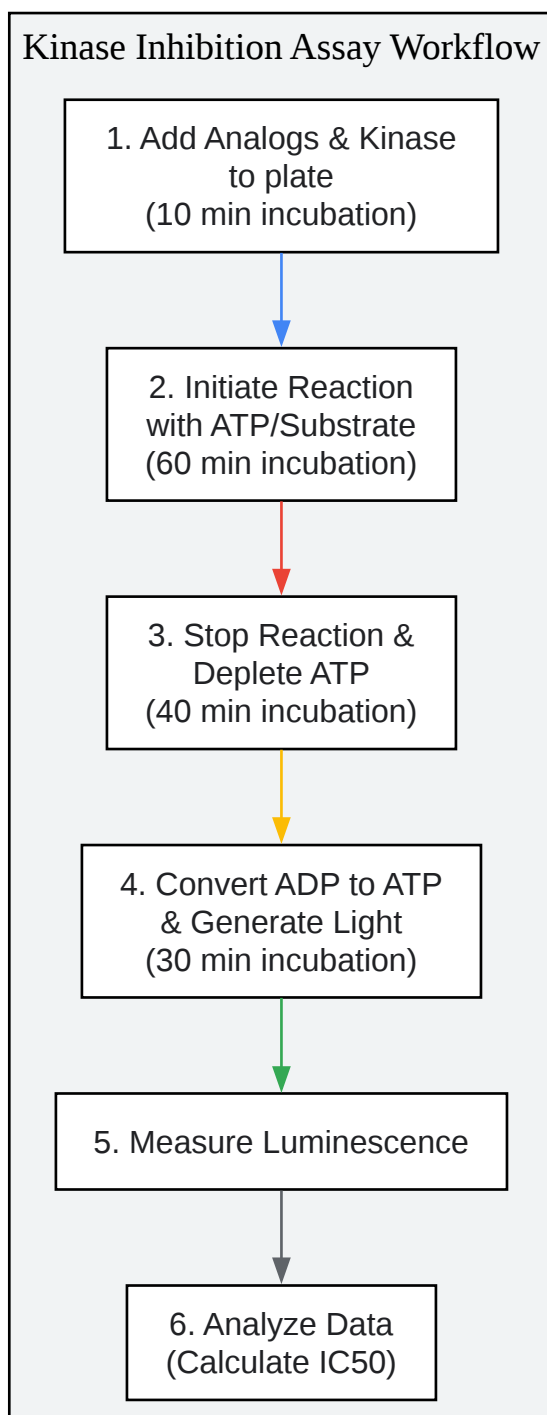 Kinase Inhibition Assay Workflow
1. Add Analogs & Kinase
to plate
(10 min incubation)
2. Initiate Reaction
with ATP/Substrate
(60 min incubation)
3. Stop Reaction &
Deplete ATP
(40 min incubation)
4. Convert ADP to ATP
& Generate Light
(30 min incubation)
5. Measure Luminescence
6. Analyze Data
(Calculate IC50)